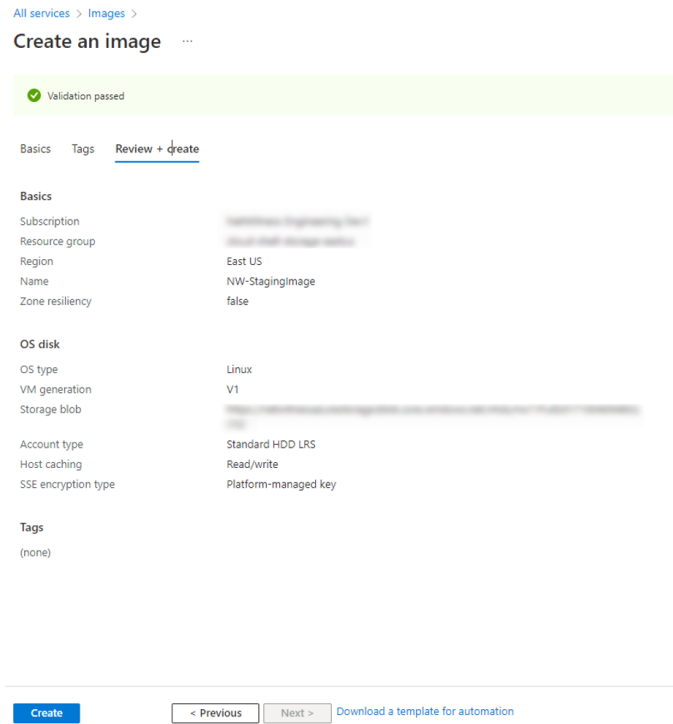 All services > Images >
Create an image ...
Validation passed
Basics Tags Review + create
Basics
Subscription
Resource group
Region East US
Name NW-StagingImage
Zone resiliency false
OS disk
OS type Linux
VM generation V1
Storage blob
Account type Standard HDD LRS
Host caching Read/write
SSE encryption type Platform-managed key
Tags
(none)
Create < Previous Next > Download a template for automation